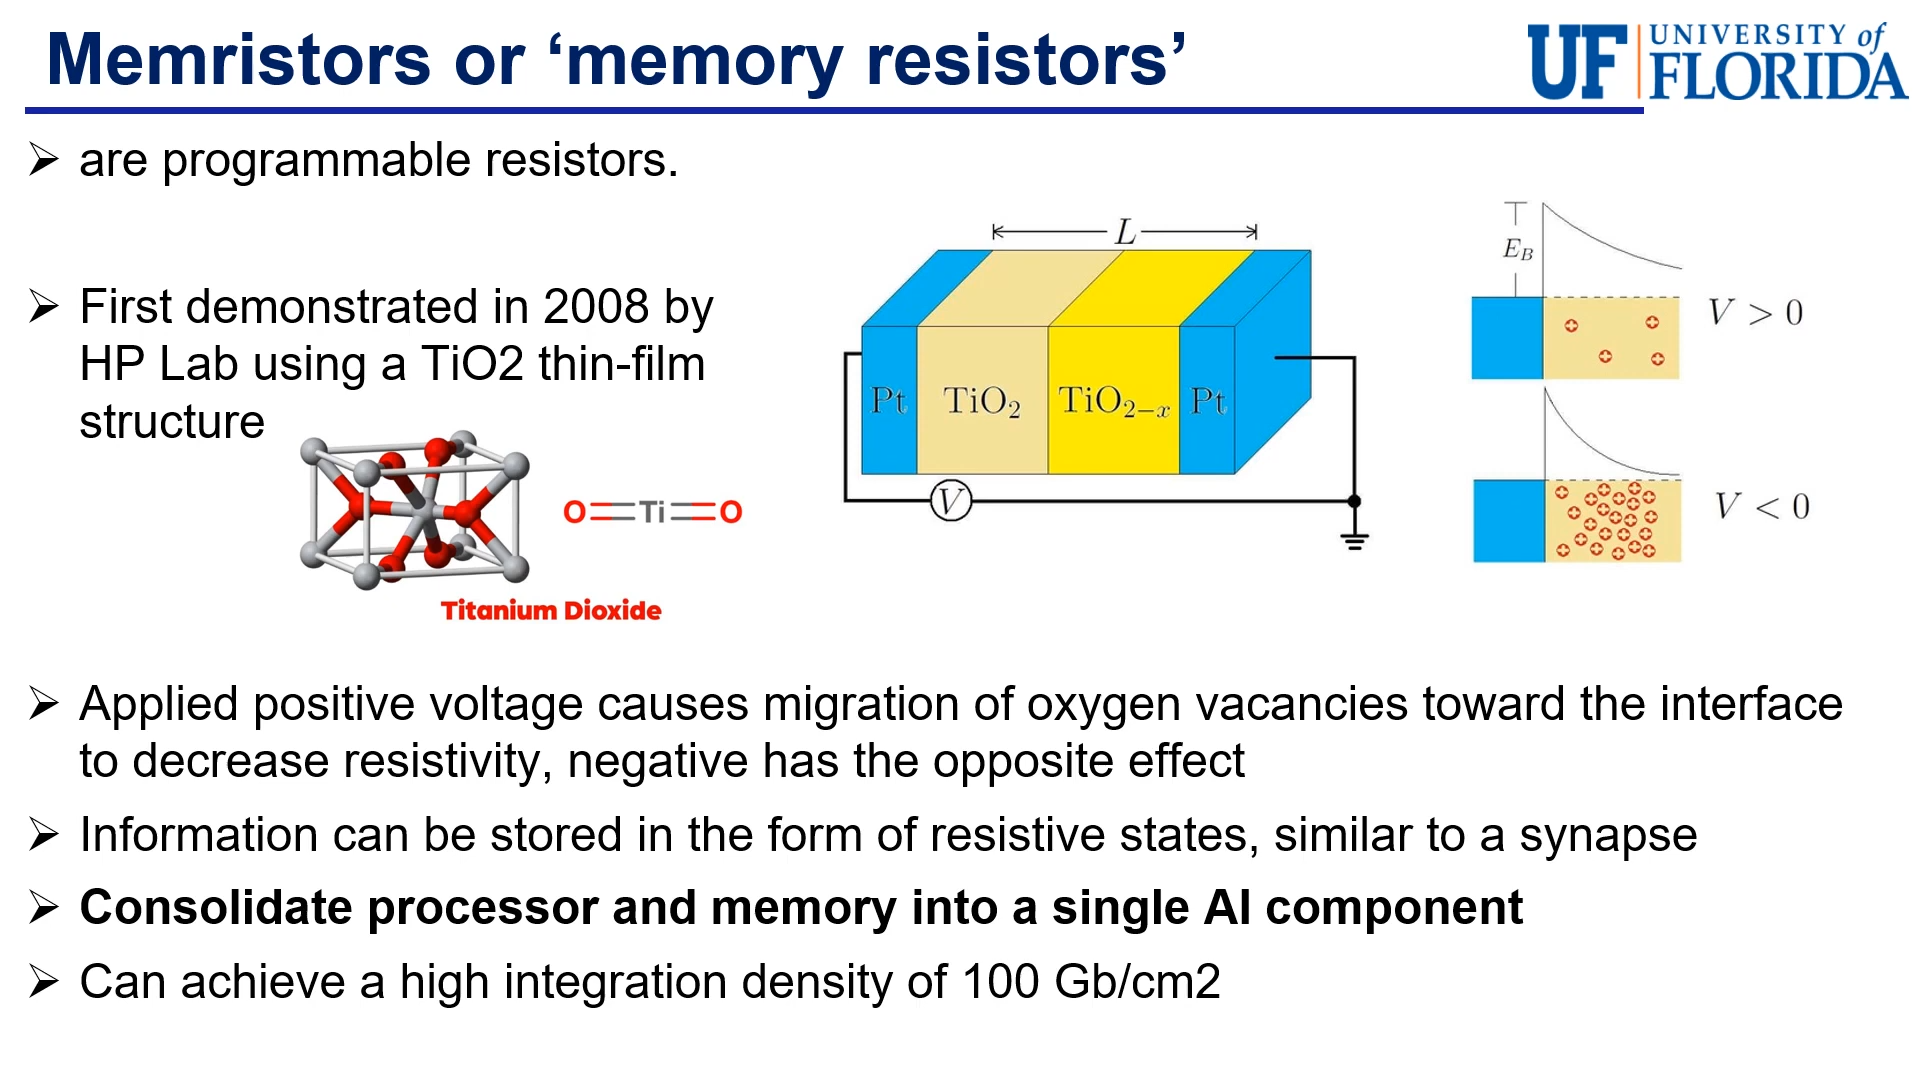 Memristors or ‘memory resistors’
UF UNIVERSITY of
FLORIDA
➢ are programmable resistors.
➢ First demonstrated in 2008 by
HP Lab using a TiO2 thin-film
structure
O=Ti=O
Titanium Dioxide
L
Pt TiO₂ TiO₂₋ₓ Pt
V
E_B
V > 0
V < 0
➢ Applied positive voltage causes migration of oxygen vacancies toward the interface
to decrease resistivity, negative has the opposite effect
➢ Information can be stored in the form of resistive states, similar to a synapse
➢ Consolidate processor and memory into a single AI component
➢ Can achieve a high integration density of 100 Gb/cm2